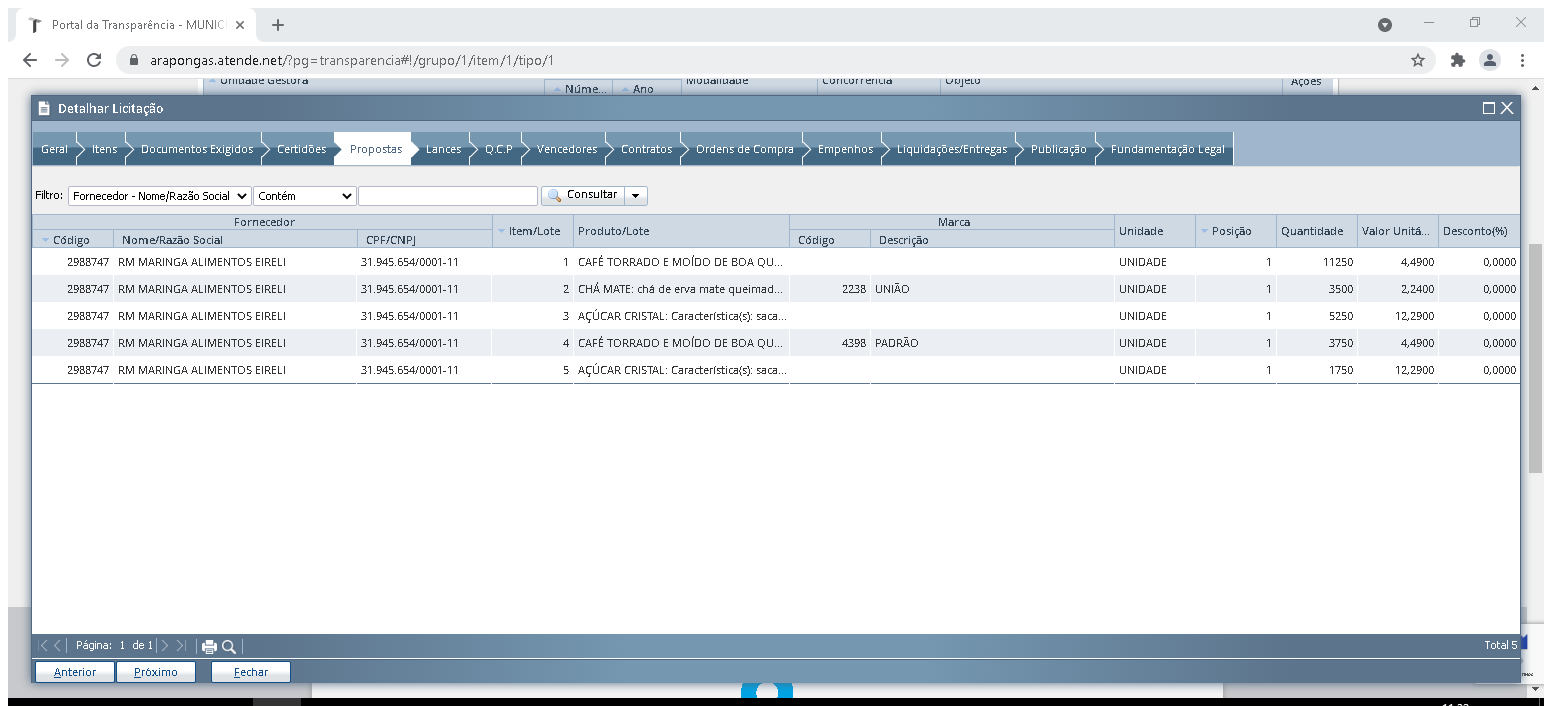 Portal da Transparência - MUNICI
arapongas.atende.net/?pg=transparencia#!/grupo/1/item/1/tipo/1
Unidade Gestora Núme... Ano Modalidade Concorrência Objeto Ações
Detalhar Licitação
Geral Itens Documentos Exigidos Certidões Propostas Lances Q.C.P Vencedores Contratos Ordens de Compra Empenhos Liquidações/Entregas Publicação Fundamentação Legal
Filtro: Fornecedor - Nome/Razão Social Contém Consultar
Fornecedor Item/Lote Produto/Lote Marca Unidade Posição Quantidade Valor Unitá... Desconto(%)
Código Nome/Razão Social CPF/CNPJ Código Descrição
2988747 RM MARINGA ALIMENTOS EIRELI 31.945.654/0001-11 1 CAFÉ TORRADO E MOÍDO DE BOA QU... UNIDADE 1 11250 4,4900 0,0000
2988747 RM MARINGA ALIMENTOS EIRELI 31.945.654/0001-11 2 CHÁ MATE: chá de erva mate queimad... 2238 UNIÃO UNIDADE 1 3500 2,2400 0,0000
2988747 RM MARINGA ALIMENTOS EIRELI 31.945.654/0001-11 3 AÇÚCAR CRISTAL: Característica(s): saca... UNIDADE 1 5250 12,2900 0,0000
2988747 RM MARINGA ALIMENTOS EIRELI 31.945.654/0001-11 4 CAFÉ TORRADO E MOÍDO DE BOA QU... 4398 PADRÃO UNIDADE 1 3750 4,4900 0,0000
2988747 RM MARINGA ALIMENTOS EIRELI 31.945.654/0001-11 5 AÇÚCAR CRISTAL: Característica(s): saca... UNIDADE 1 1750 12,2900 0,0000
Página: 1 de 1 Total 5
Anterior Próximo Fechar